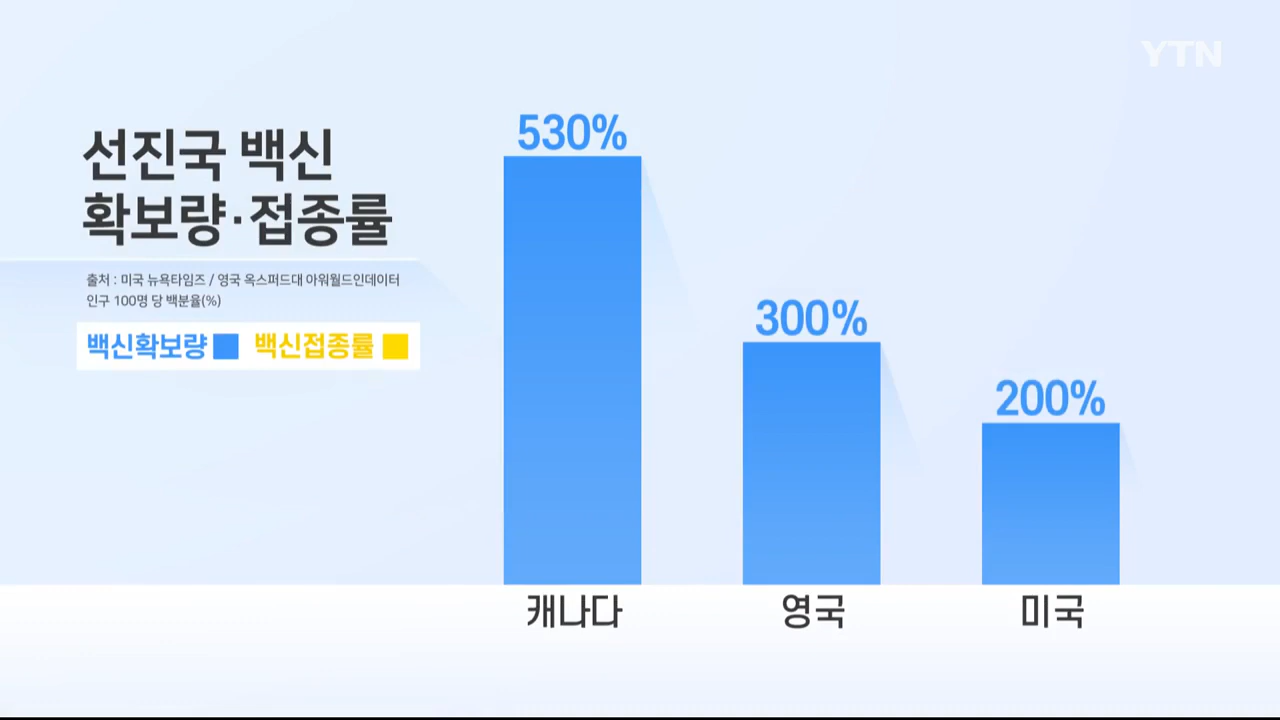 YTN
선진국 백신
확보량·접종률
출처 : 미국 뉴욕타임즈 / 영국 옥스퍼드대 아워월드인데이터
인구 100명 당 백분율(%)
백신확보량 백신접종률
530%
300%
200%
캐나다 영국 미국